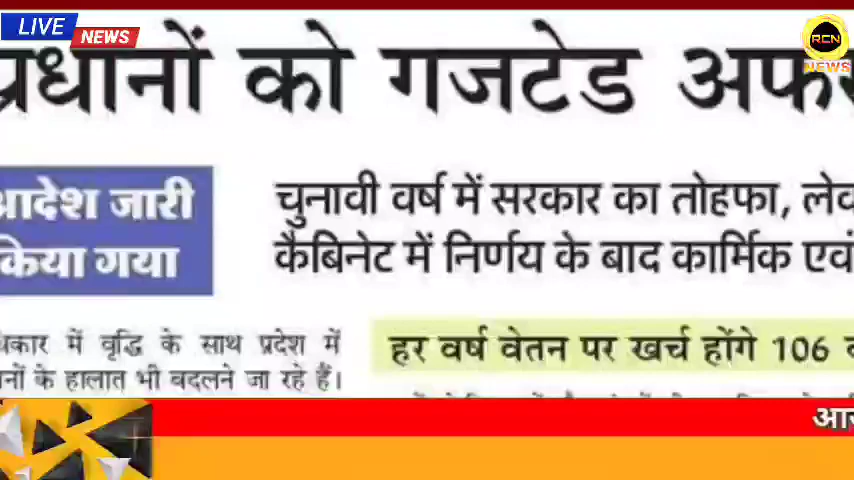 LIVE
NEWS
RCN
NEWS
प्रधानों को गजटेड
आदेश जारी
किया गया
चुनावी वर्ष में सरकार का तोहफा,
कैबिनेट में निर्णय के बाद कार्मिक एवं
में वृद्धि के साथ प्रदेश में
के हालात भी बदलने जा रहे हैं।
हर वर्ष वेतन पर खर्च होंगे 106